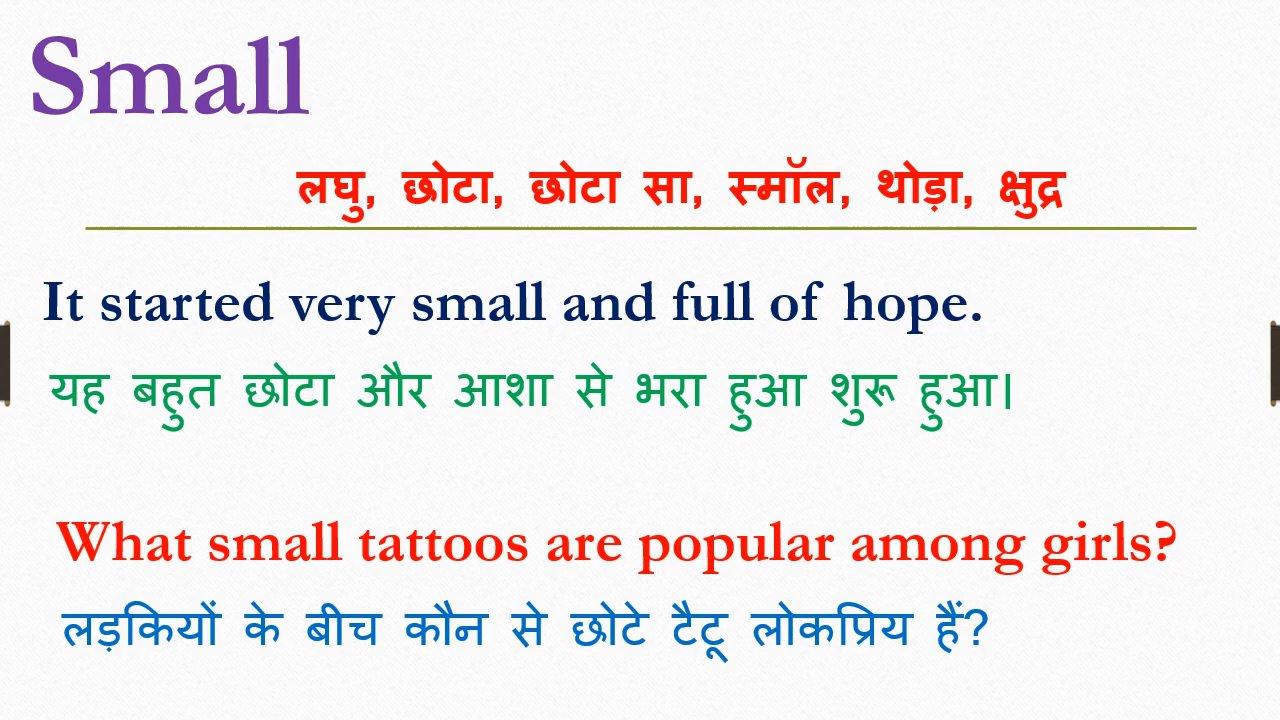 Small
लघु, छोटा, छोटा सा, स्मॉल, थोड़ा, क्षुद्र
It started very small and full of hope.
यह बहुत छोटा और आशा से भरा हुआ शुरू हुआ।
What small tattoos are popular among girls?
लड़कियों के बीच कौन से छोटे टैटू लोकप्रिय हैं?